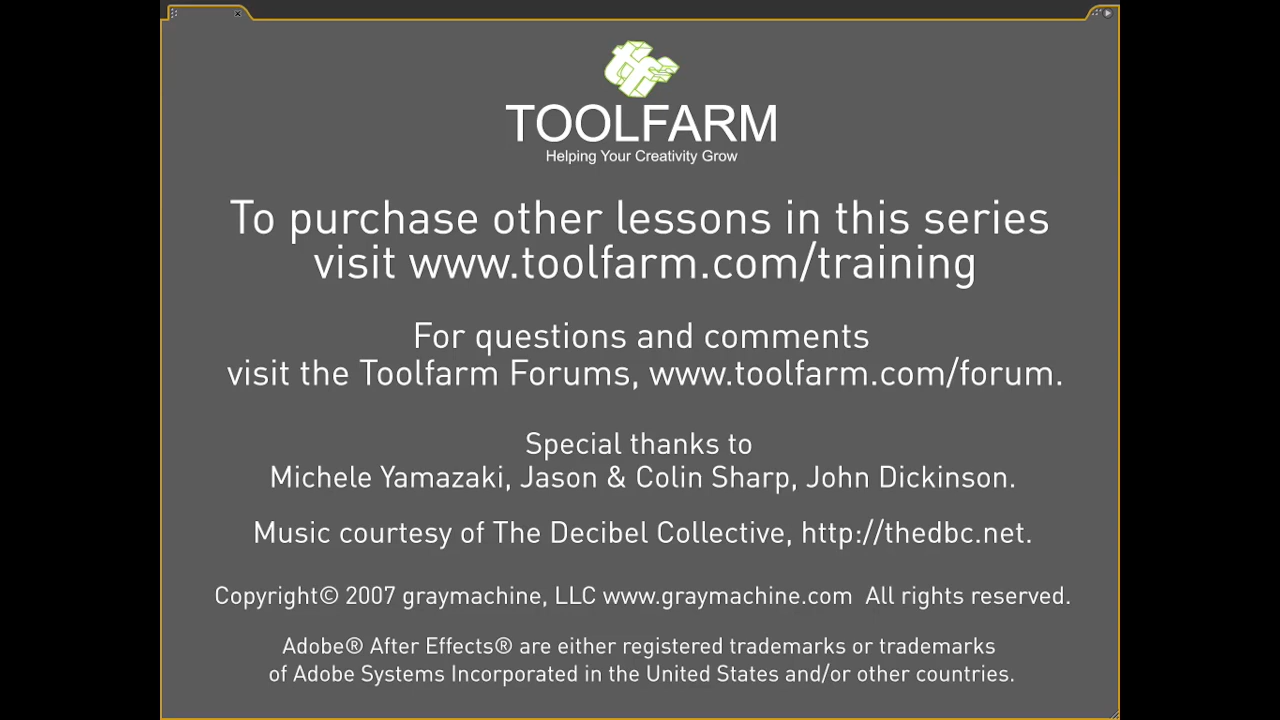 TOOLFARM
Helping Your Creativity Grow
To purchase other lessons in this series
visit www.toolfarm.com/training
For questions and comments
visit the Toolfarm Forums, www.toolfarm.com/forum.
Special thanks to
Michele Yamazaki, Jason & Colin Sharp, John Dickinson.
Music courtesy of The Decibel Collective, http://thedbc.net.
Copyright© 2007 graymachine, LLC www.graymachine.com  All rights reserved.
Adobe® After Effects® are either registered trademarks or trademarks
of Adobe Systems Incorporated in the United States and/or other countries.